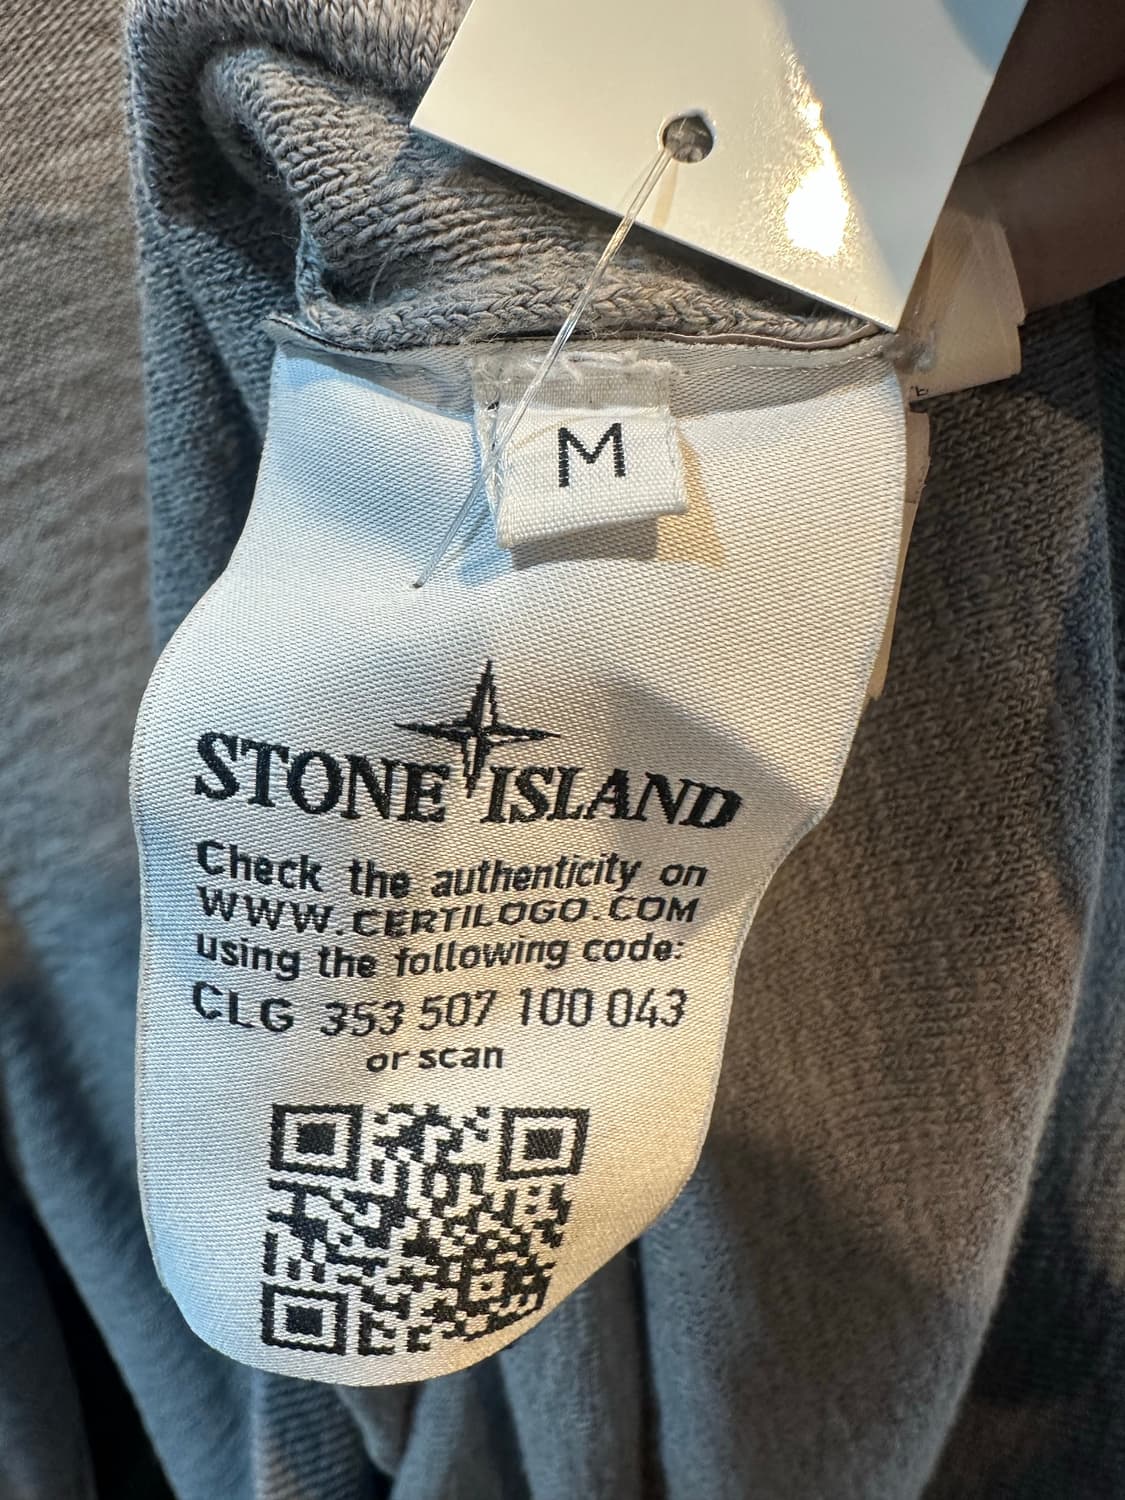 M
STONE ISLAND
Check the authenticity on
WWW.CERTILOGO.COM
using the following code:
CLG 353 507 100 043
or scan